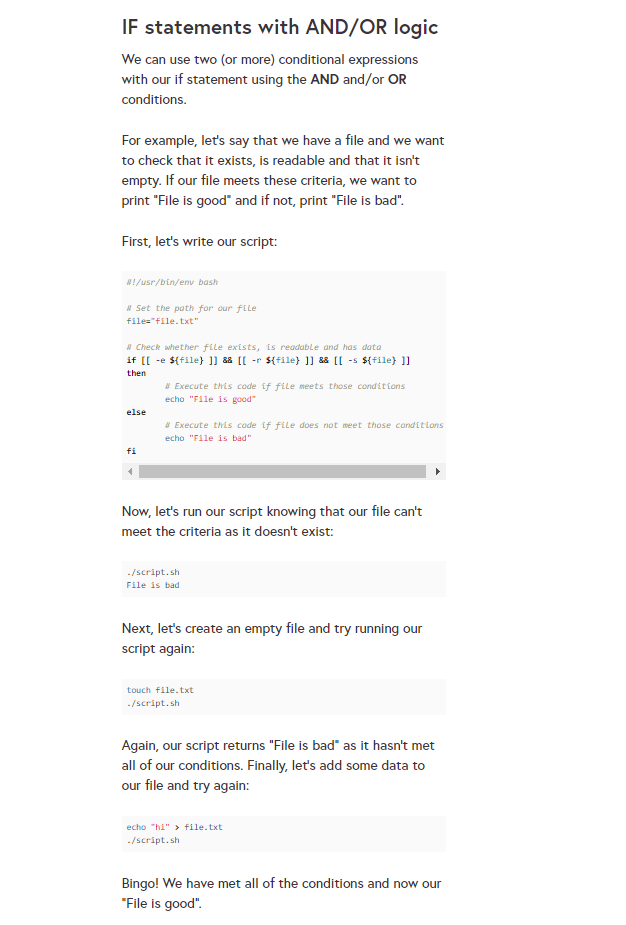 IF statements with AND/OR logic
We can use two (or more) conditional expressions
with our if statement using the AND and/or OR
conditions.
For example, let's say that we have a file and we want
to check that it exists, is readable and that it isn't
empty. If our file meets these criteria, we want to
print "File is good" and if not, print "File is bad".
First, let's write our script:
#!/usr/bin/env bash
# Set the path for our file
file="file.txt"
# Check whether file exists, is readable and has data
if [[ -e ${file} ]] && [[ -r ${file} ]] && [[ -s ${file} ]]
then
# Execute this code if file meets those conditions
echo "File is good"
else
# Execute this code if file does not meet those conditions
echo "File is bad"
fi
Now, let's run our script knowing that our file can't
meet the criteria as it doesn't exist:
./script.sh
File is bad
Next, let's create an empty file and try running our
script again:
touch file.txt
./script.sh
Again, our script returns "File is bad" as it hasn't met
all of our conditions. Finally, let's add some data to
our file and try again:
echo "hi" > file.txt
./script.sh
Bingo! We have met all of the conditions and now our
"File is good".